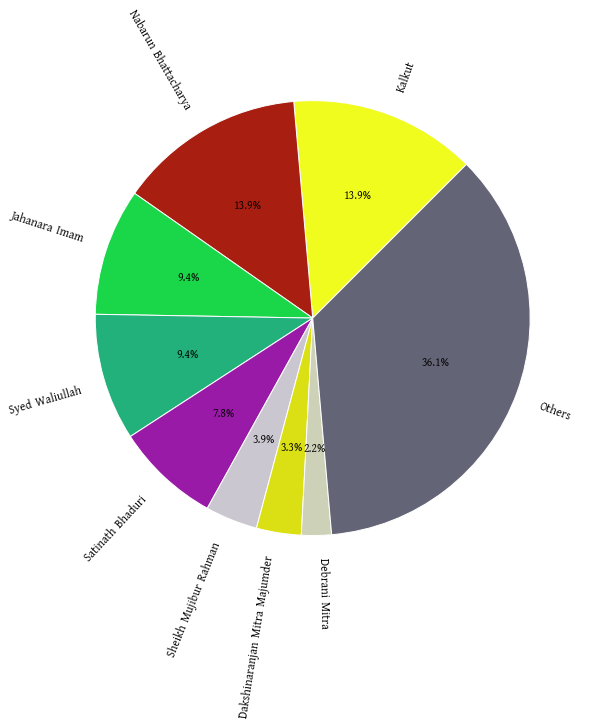 Nabarun Bhattacharya
Kalkut
13.9%
13.9%
Jahanara Imam
9.4%
9.4%
36.1%
Syed Waliullah
7.8%
Others
3.9%
3.3%
2.2%
Satinath Bhaduri
Sheikh Mujibur Rahman
Dakshinaranjan Mitra Majumder
Debrani Mitra